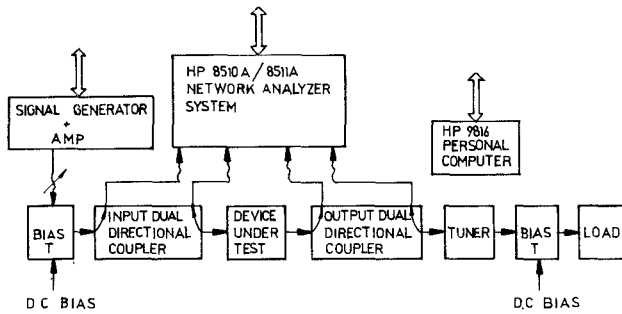 HP 8510A/8511A
NETWORK ANALYZER
SYSTEM
SIGNAL GENERATOR
+
AMP
HP 9816
PERSONAL
COMPUTER
BIAS
T
INPUT DUAL
DIRECTIONAL
COUPLER
DEVICE
UNDER
TEST
OUTPUT DUAL
DIRECTIONAL
COUPLER
TUNER
BIAS
T
LOAD
DC BIAS
D.C BIAS